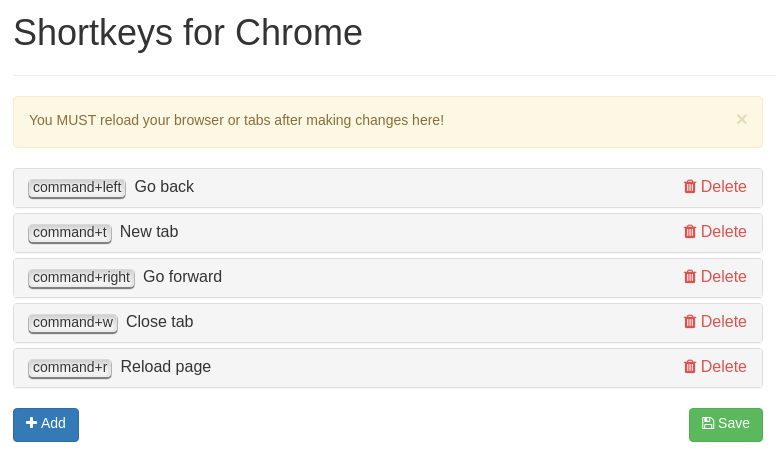 Shortkeys for Chrome
You MUST reload your browser or tabs after making changes here! ×
command+left Go back Delete
command+t New tab Delete
command+right Go forward Delete
command+w Close tab Delete
command+r Reload page Delete
Add Save